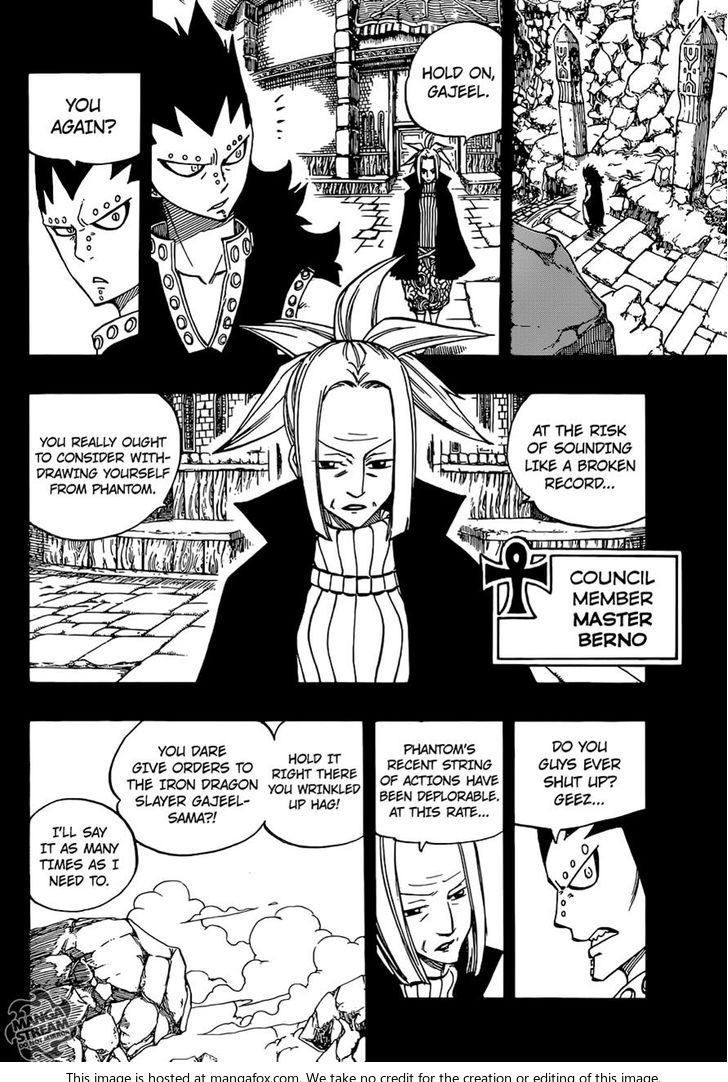 HOLD ON,
GAJEEL.
YOU
AGAIN?
AT THE RISK
OF SOUNDING
LIKE A BROKEN
RECORD...
YOU REALLY OUGHT
TO CONSIDER WITH-
DRAWING YOURSELF
FROM PHANTOM.
COUNCIL
MEMBER
MASTER
BERNO
DO YOU
GUYS EVER
SHUT UP?
GEEZ...
PHANTOM'S
RECENT STRING
OF ACTIONS HAVE
BEEN DEPLORABLE.
AT THIS RATE...
HOLD IT
RIGHT THERE
YOU WRINKLED
UP HAG!
YOU DARE
GIVE ORDERS TO
THE IRON DRAGON
SLAYER GAJEEL-
SAMA?!
I'LL SAY
IT AS MANY
TIMES AS I
NEED TO.
MANGA
STREAM
This image is hosted at mangafox.com. We take no credit for the creation or editing of this image.